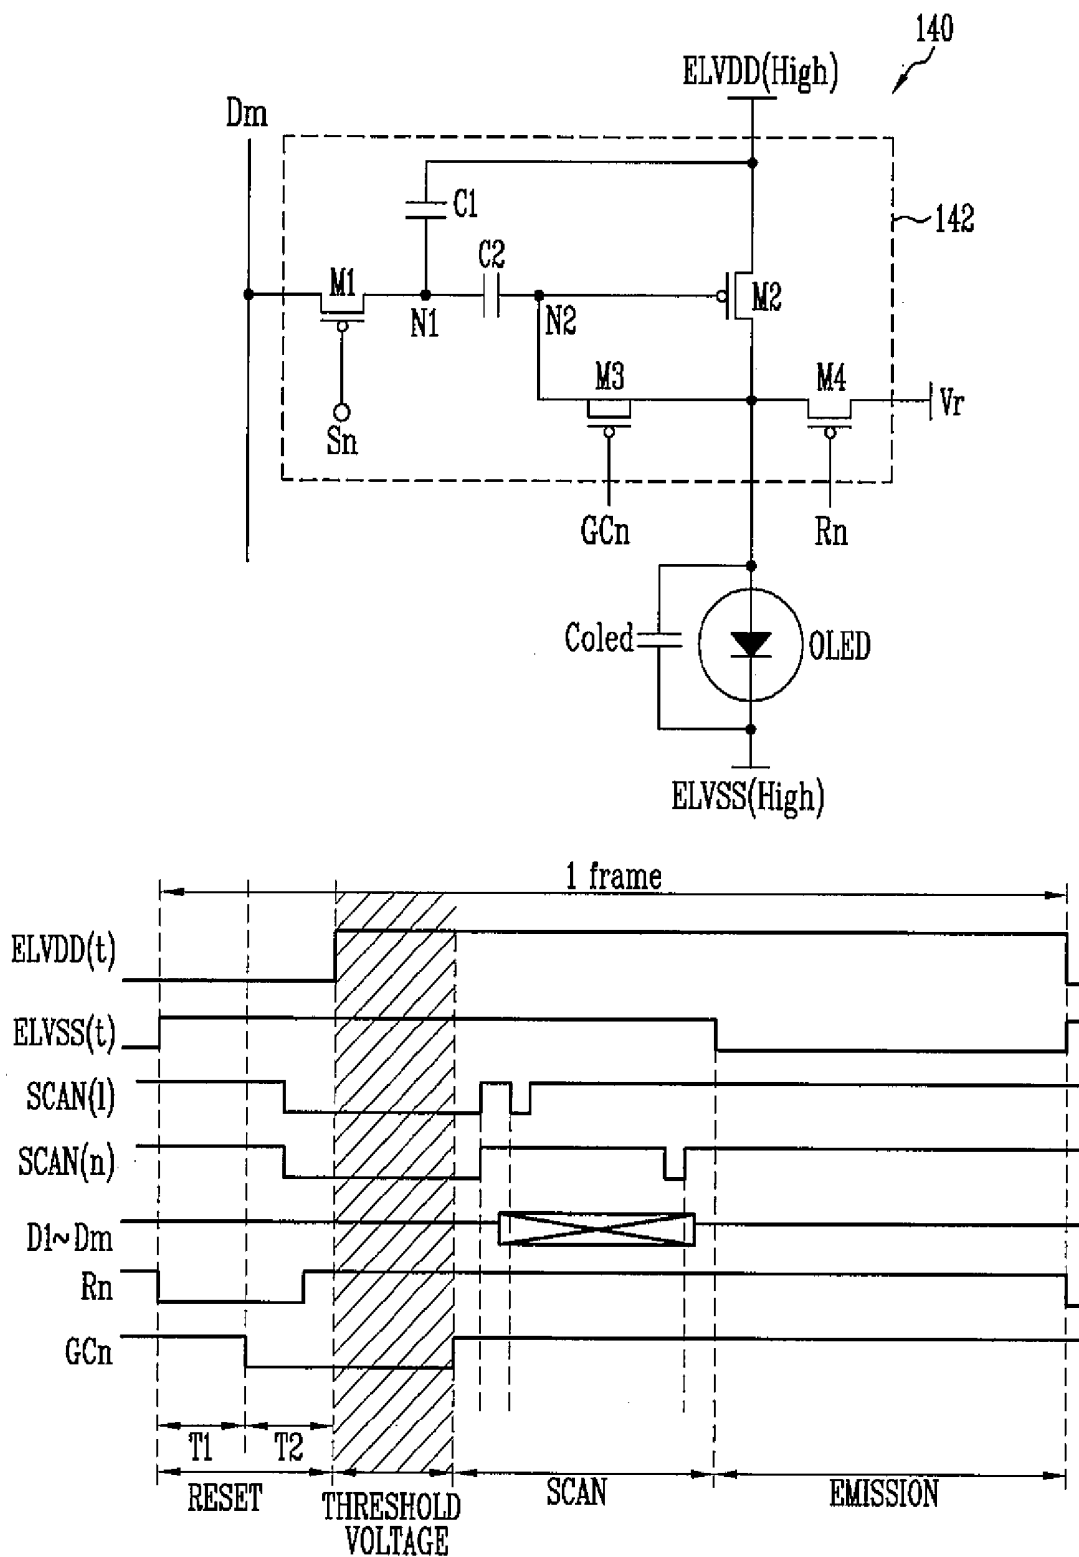 140
ELVDD(High)
Dm
C1
142
C2
M1
M2
N1
N2
M3
M4
Vr
Sn
GCn
Rn
Coled
OLED
ELVSS(High)
1 frame
ELVDD(t)
ELVSS(t)
SCAN(1)
SCAN(n)
D1~Dm
Rn
GCn
T1
T2
RESET
THRESHOLD
VOLTAGE
SCAN
EMISSION